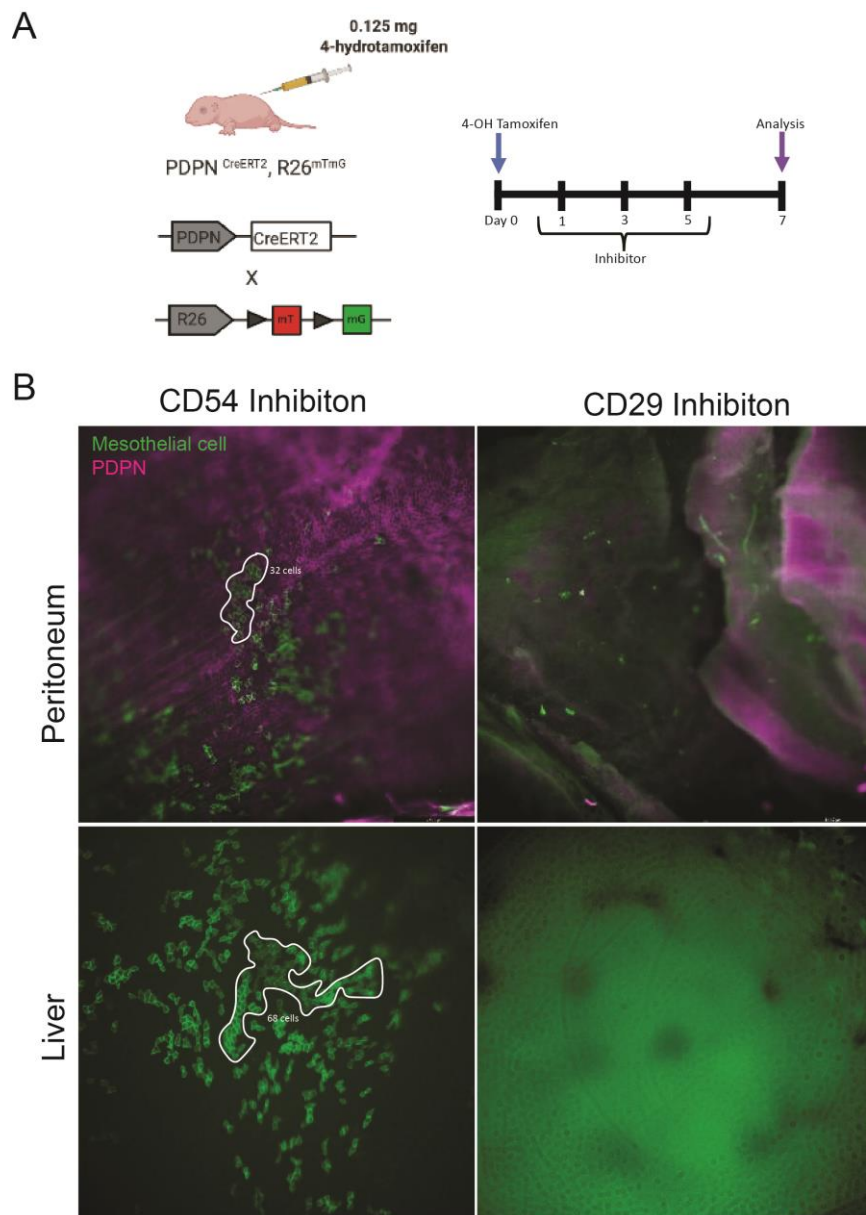 A
0.125 mg
4-hydrotamoxifen
PDPN CreERT2, R26mTmG
PDPN
CreERT2
X
R26
mT
mG
4-OH Tamoxifen
Analysis
Day 0
1
3
5
7
Inhibitor
B
CD54 Inhibiton
CD29 Inhibition
Mesothelial cell
PDPN
32 cells
Peritoneum
68 cells
Liver